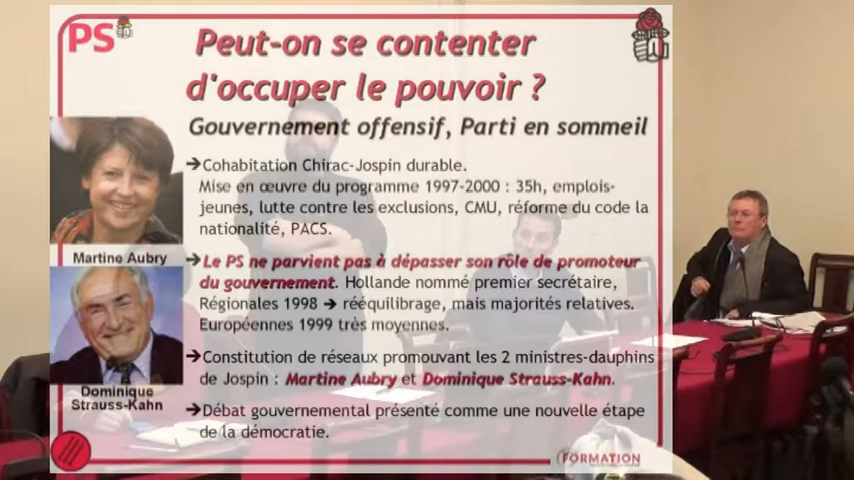 PS
Peut-on se contenter
d'occuper le pouvoir ?
Gouvernement offensif, Parti en sommeil
➔Cohabitation Chirac-Jospin durable.
Mise en œuvre du programme 1997-2000 : 35h, emplois-
jeunes, lutte contre les exclusions, CMU, réforme du code la
nationalité, PACS.
Martine Aubry
➔Le PS ne parvient pas à dépasser son rôle de promoteur
du gouvernement. Hollande nommé premier secrétaire,
Régionales 1998 ➔ rééquilibrage, mais majorités relatives.
Européennes 1999 très moyennes.
➔Constitution de réseaux promouvant les 2 ministres-dauphins
de Jospin : Martine Aubry et Dominique Strauss-Kahn.
Dominique
Strauss-Kahn
➔Débat gouvernemental présenté comme une nouvelle étape
de la démocratie.
FORMATION